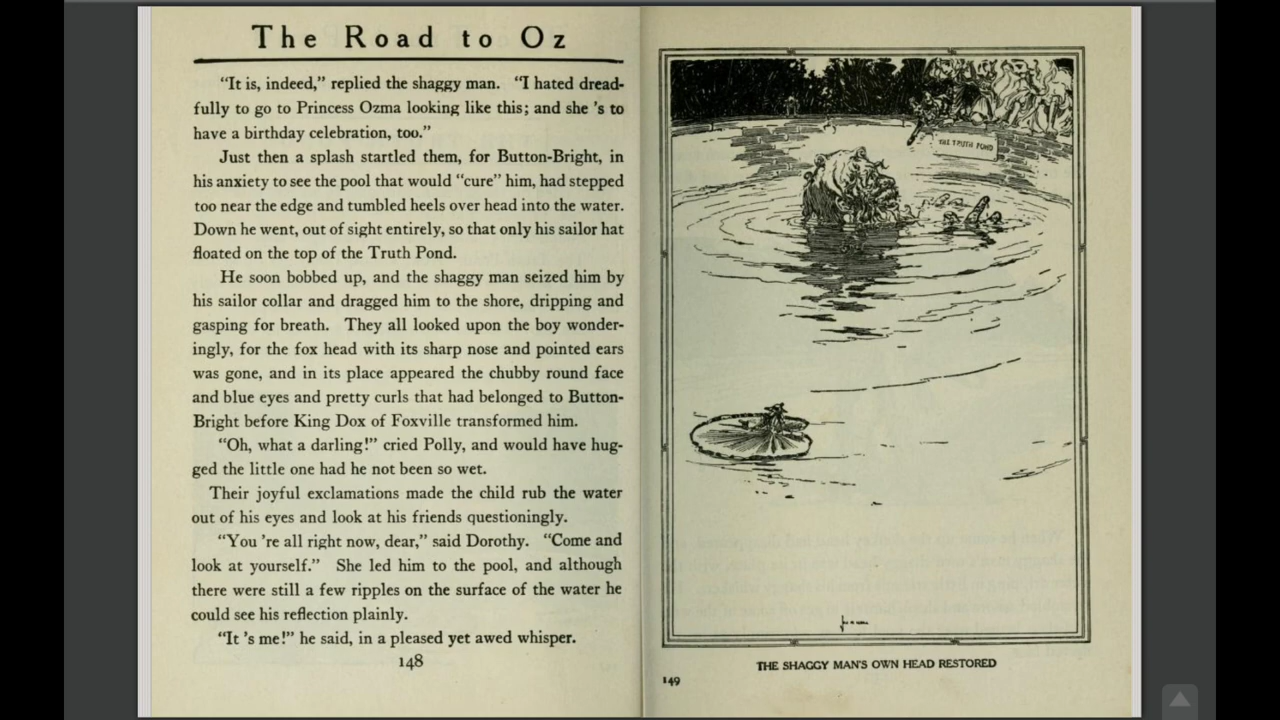 The Road to Oz
"It is, indeed," replied the shaggy man. "I hated dread-
fully to go to Princess Ozma looking like this; and she 's to
have a birthday celebration, too."
Just then a splash startled them, for Button-Bright, in
his anxiety to see the pool that would "cure" him, had stepped
too near the edge and tumbled heels over head into the water.
Down he went, out of sight entirely, so that only his sailor hat
floated on the top of the Truth Pond.
He soon bobbed up, and the shaggy man seized him by
his sailor collar and dragged him to the shore, dripping and
gasping for breath. They all looked upon the boy wonder-
ingly, for the fox head with its sharp nose and pointed ears
was gone, and in its place appeared the chubby round face
and blue eyes and pretty curls that had belonged to Button-
Bright before King Dox of Foxville transformed him.
"Oh, what a darling!" cried Polly, and would have hug-
ged the little one had he not been so wet.
Their joyful exclamations made the child rub the water
out of his eyes and look at his friends questioningly.
"You 're all right now, dear," said Dorothy. "Come and
look at yourself." She led him to the pool, and although
there were still a few ripples on the surface of the water he
could see his reflection plainly.
"It 's me!" he said, in a pleased yet awed whisper.
148
THE TRUTH POND
THE SHAGGY MAN'S OWN HEAD RESTORED
149